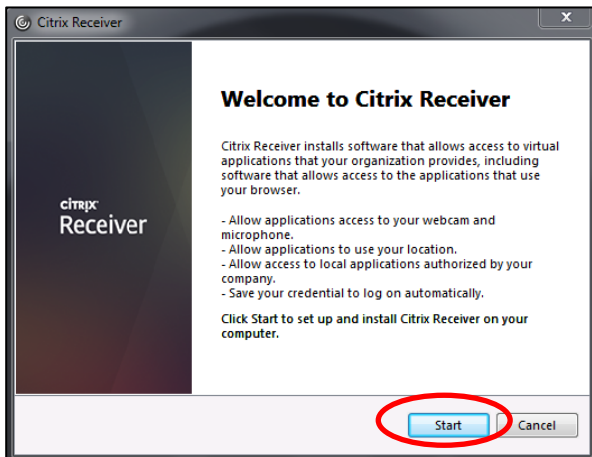 Citrix Receiver
X
Welcome to Citrix Receiver
Citrix Receiver installs software that allows access to virtual
applications that your organization provides, including
software that allows access to the applications that use
your browser.
- Allow applications access to your webcam and
microphone.
- Allow applications to use your location.
- Allow access to local applications authorized by your
company.
- Save your credential to log on automatically.
Click Start to set up and install Citrix Receiver on your
computer.
CİTRIX
Receiver
Start
Cancel